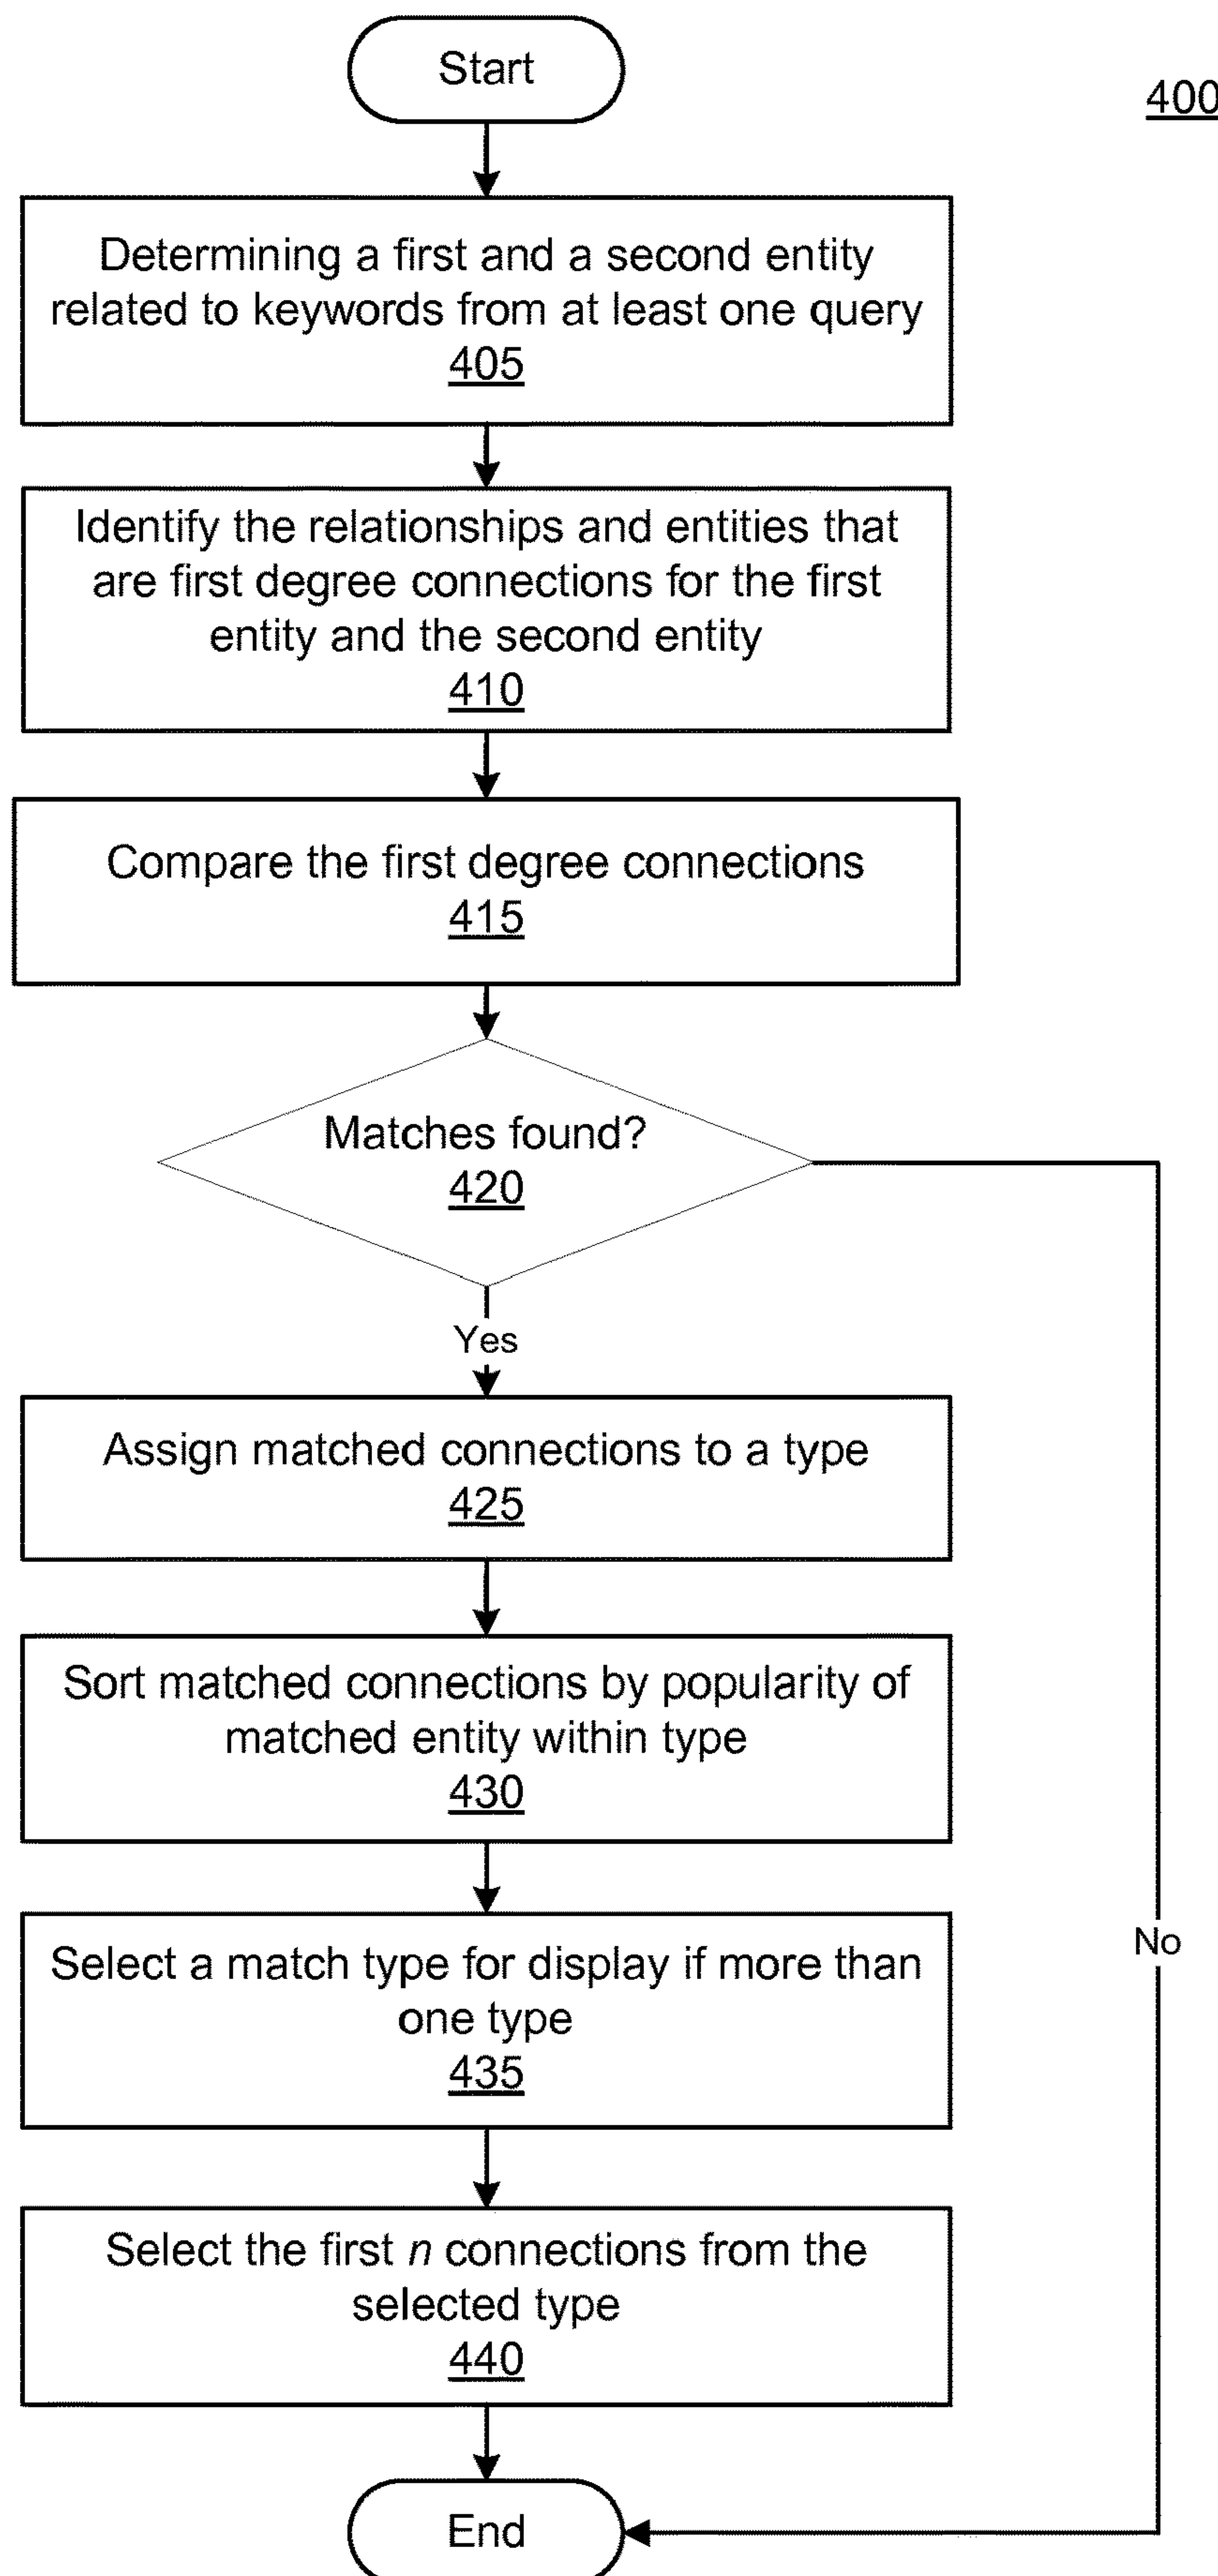 Start
400
Determining a first and a second entity
related to keywords from at least one query
405
Identify the relationships and entities that
are first degree connections for the first
entity and the second entity
410
Compare the first degree connections
415
Matches found?
420
Yes
Assign matched connections to a type
425
Sort matched connections by popularity of
matched entity within type
430
Select a match type for display if more than
one type
435
No
Select the first n connections from the
selected type
440
End